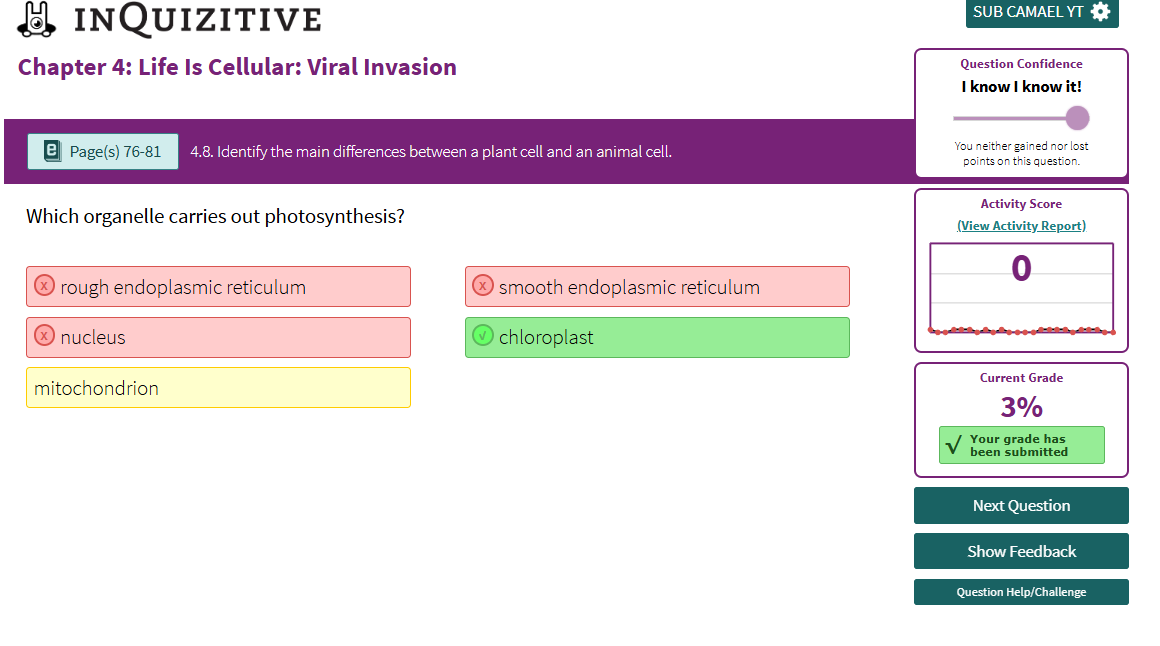 INQUIZITIVE
SUB CAMAEL YT
Chapter 4: Life Is Cellular: Viral Invasion
Question Confidence
I know I know it!
You neither gained nor lost
points on this question.
e Page(s) 76-81
4.8. Identify the main differences between a plant cell and an animal cell.
Which organelle carries out photosynthesis?
x rough endoplasmic reticulum
x smooth endoplasmic reticulum
x nucleus
√ chloroplast
mitochondrion
Activity Score
(View Activity Report)
0
Current Grade
3%
√ Your grade has
been submitted
Next Question
Show Feedback
Question Help/Challenge